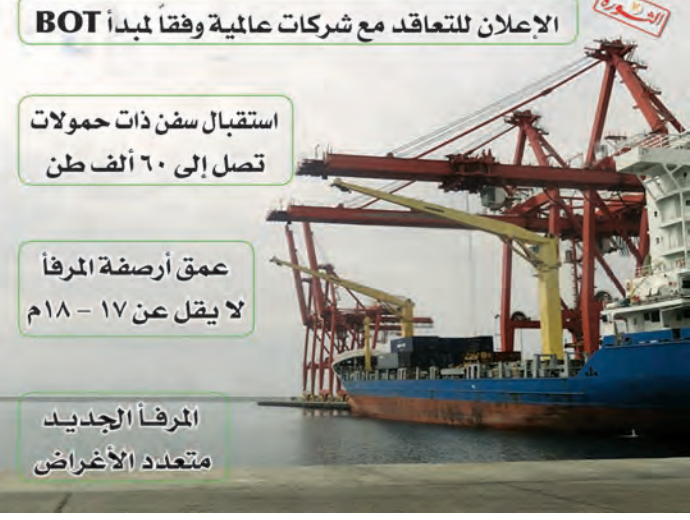 الثورة
الإعلان للتعاقد مع شركات عالمية وفقاً لمبدأ BOT
استقبال سفن ذات حمولات
تصل إلى ٦٠ ألف طن
عمق أرصفة المرفأ
لا يقل عن ١٧ – ١٨م
المرفأ الجديد
متعدد الأغراض